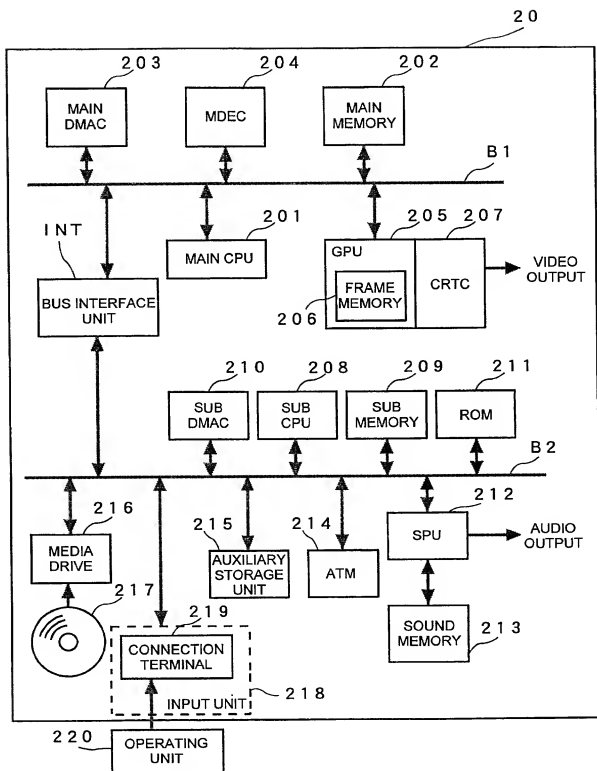 20
203
204
202
MAIN
DMAC
MDEC
MAIN
MEMORY
B1
INT
201
205
207
MAIN CPU
GPU
FRAME
MEMORY
206
CRTC
VIDEO
OUTPUT
BUS INTERFACE
UNIT
210
208
209
211
SUB
DMAC
SUB
CPU
SUB
MEMORY
ROM
B2
216
215
214
212
MEDIA
DRIVE
AUXILIARY
STORAGE
UNIT
ATM
SPU
AUDIO
OUTPUT
217
219
CONNECTION
TERMINAL
SOUND
MEMORY
213
INPUT UNIT
218
220
OPERATING
UNIT